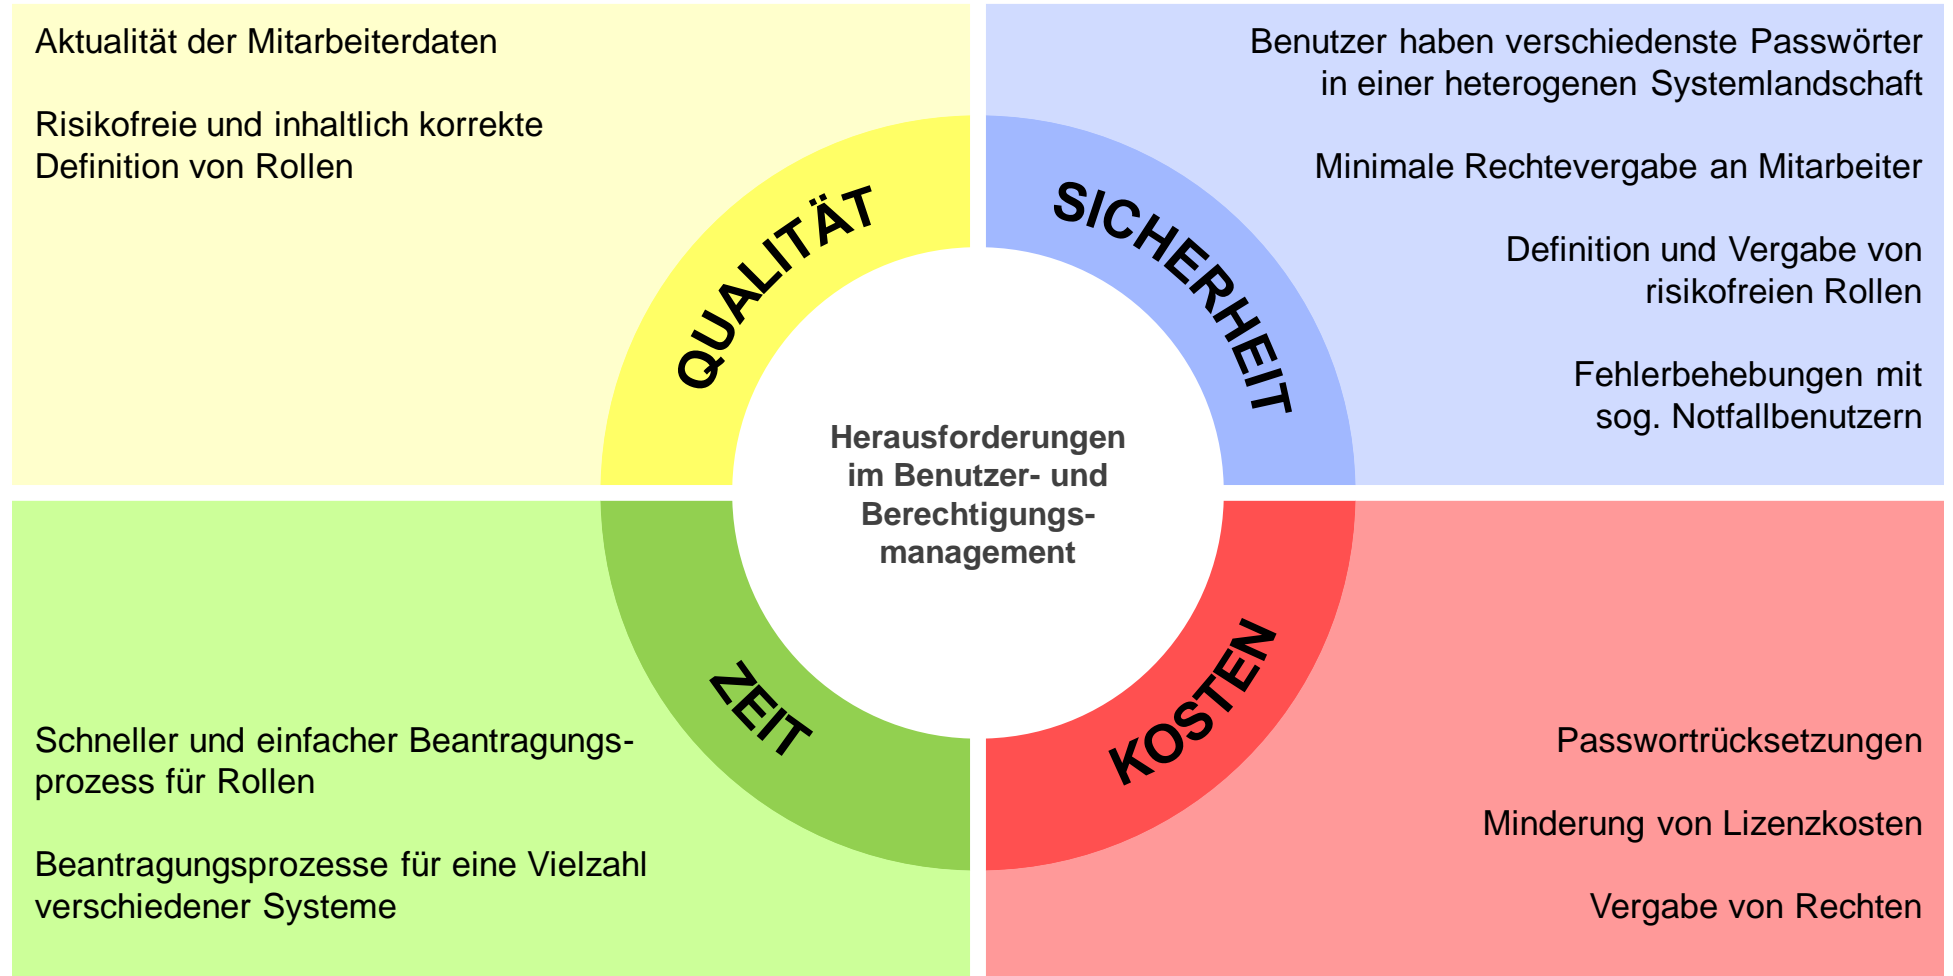 Aktualität der Mitarbeiterdaten
Risikofreie und inhaltlich korrekte
Definition von Rollen
QUALITÄT
Benutzer haben verschiedenste Passwörter
in einer heterogenen Systemlandschaft
Minimale Rechtevergabe an Mitarbeiter
Definition und Vergabe von
risikofreien Rollen
Fehlerbehebungen mit
sog. Notfallbenutzern
SICHERHEIT
Herausforderungen
im Benutzer- und
Berechtigungs-
management
ZEIT
Schneller und einfacher Beantragungs-
prozess für Rollen
Beantragungsprozesse für eine Vielzahl
verschiedener Systeme
KOSTEN
Passwortrücksetzungen
Minderung von Lizenzkosten
Vergabe von Rechten